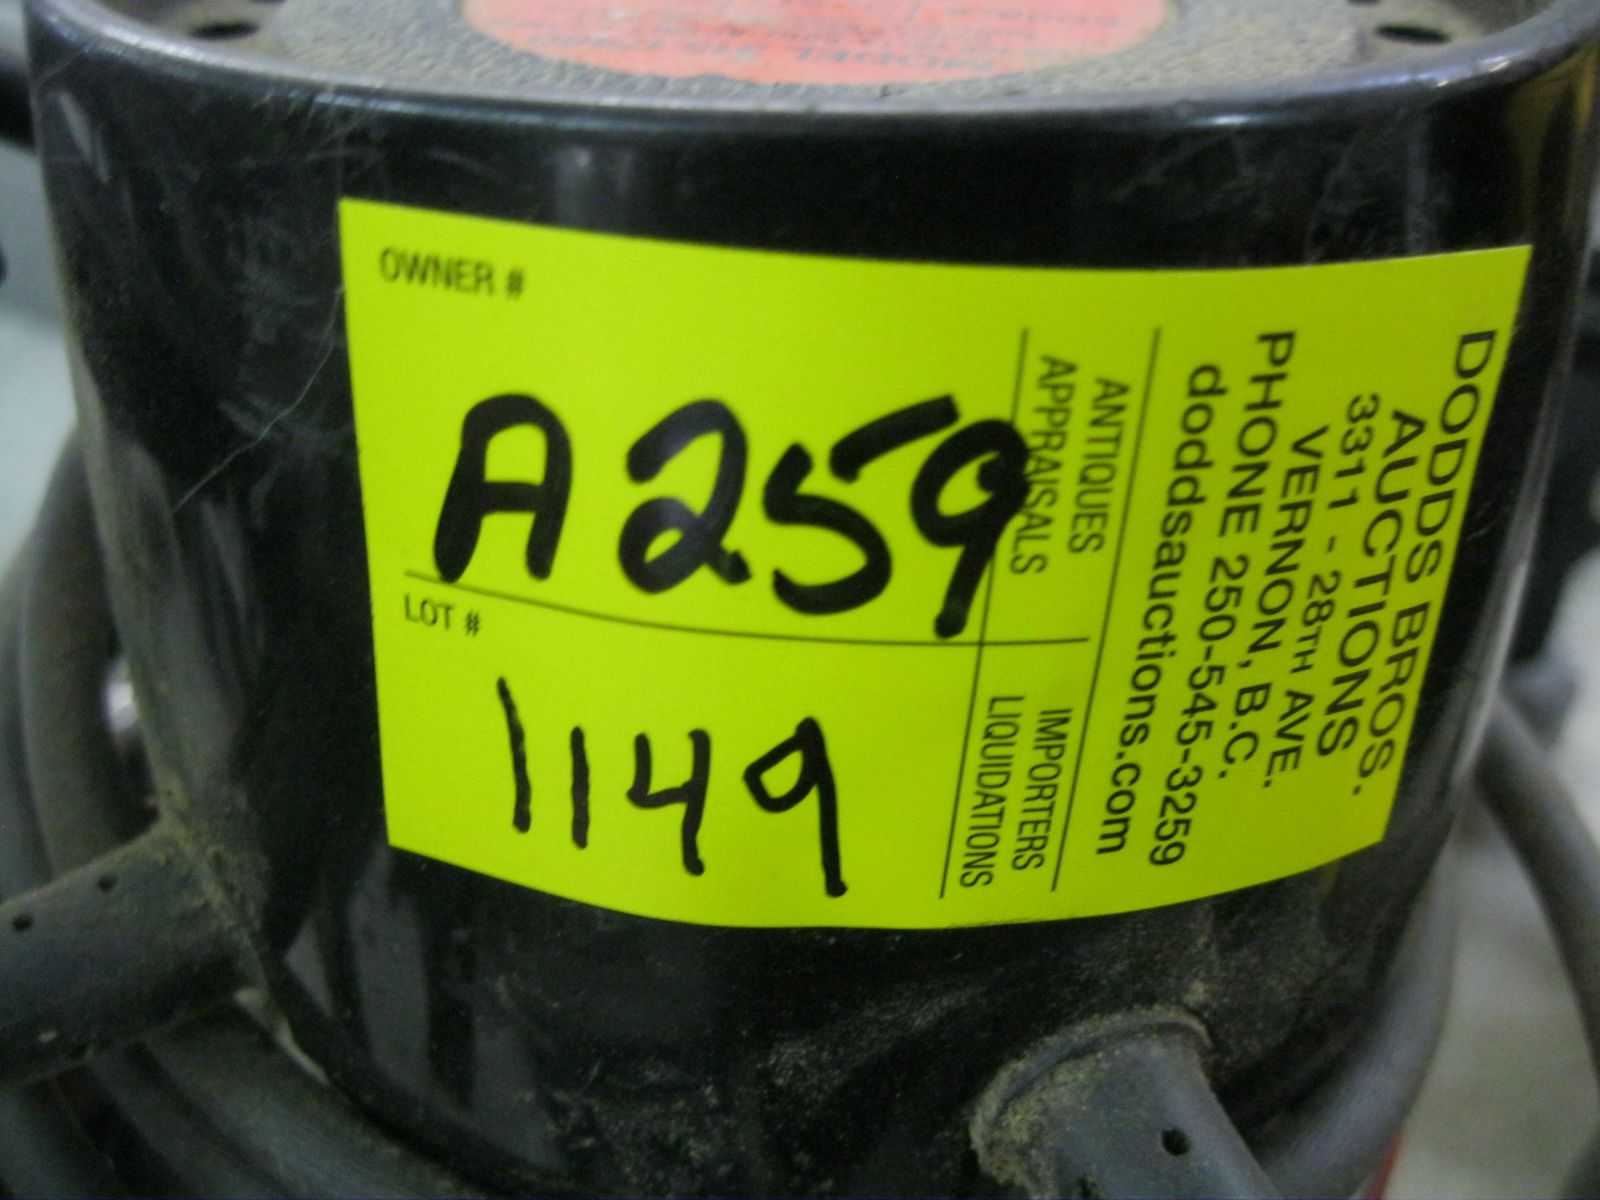 MODEL
OWNER #
A259
LOT #
1149
ANTIQUES
APPRAISALS
IMPORTERS
LIQUIDATIONS
DODDS BROS.
AUCTIONS
3311 - 28TH AVE.
VERNON, B.C.
PHONE 250-545-3259
doddsauctions.com